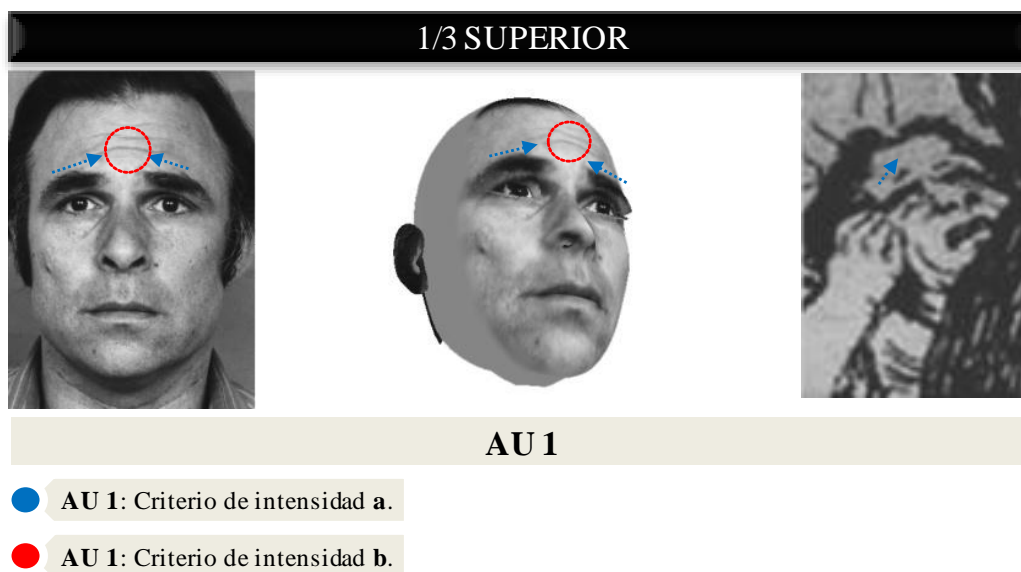 1/3 SUPERIOR
AU 1
AU 1: Criterio de intensidad a.
AU 1: Criterio de intensidad b.